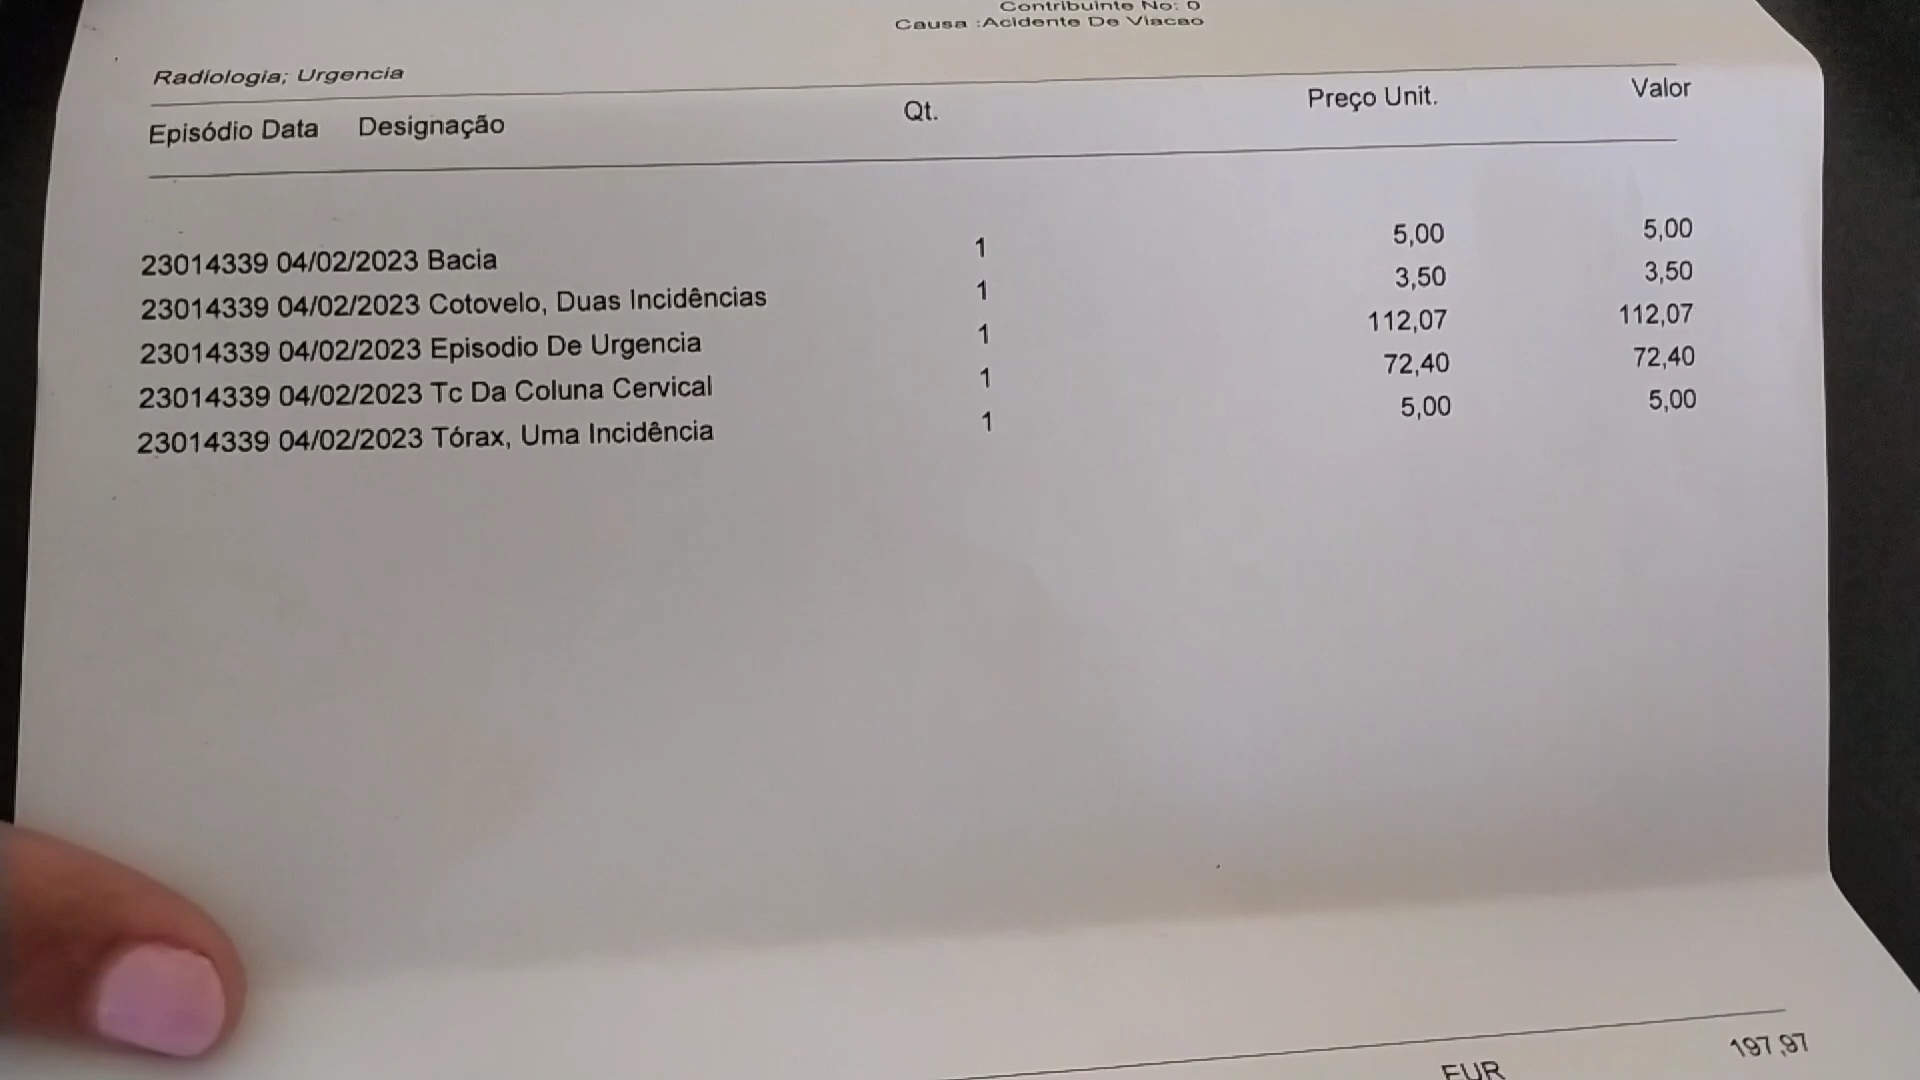 Contribuinte No: 0
Causa :Acidente De Viacao
Radiologia; Urgencia
Episódio Data Designação Qt. Preço Unit. Valor
23014339 04/02/2023 Bacia 1 5,00 5,00
23014339 04/02/2023 Cotovelo, Duas Incidências 1 3,50 3,50
23014339 04/02/2023 Episodio De Urgencia 1 112,07 112,07
23014339 04/02/2023 Tc Da Coluna Cervical 1 72,40 72,40
23014339 04/02/2023 Tórax, Uma Incidência 1 5,00 5,00
EUR 197,97